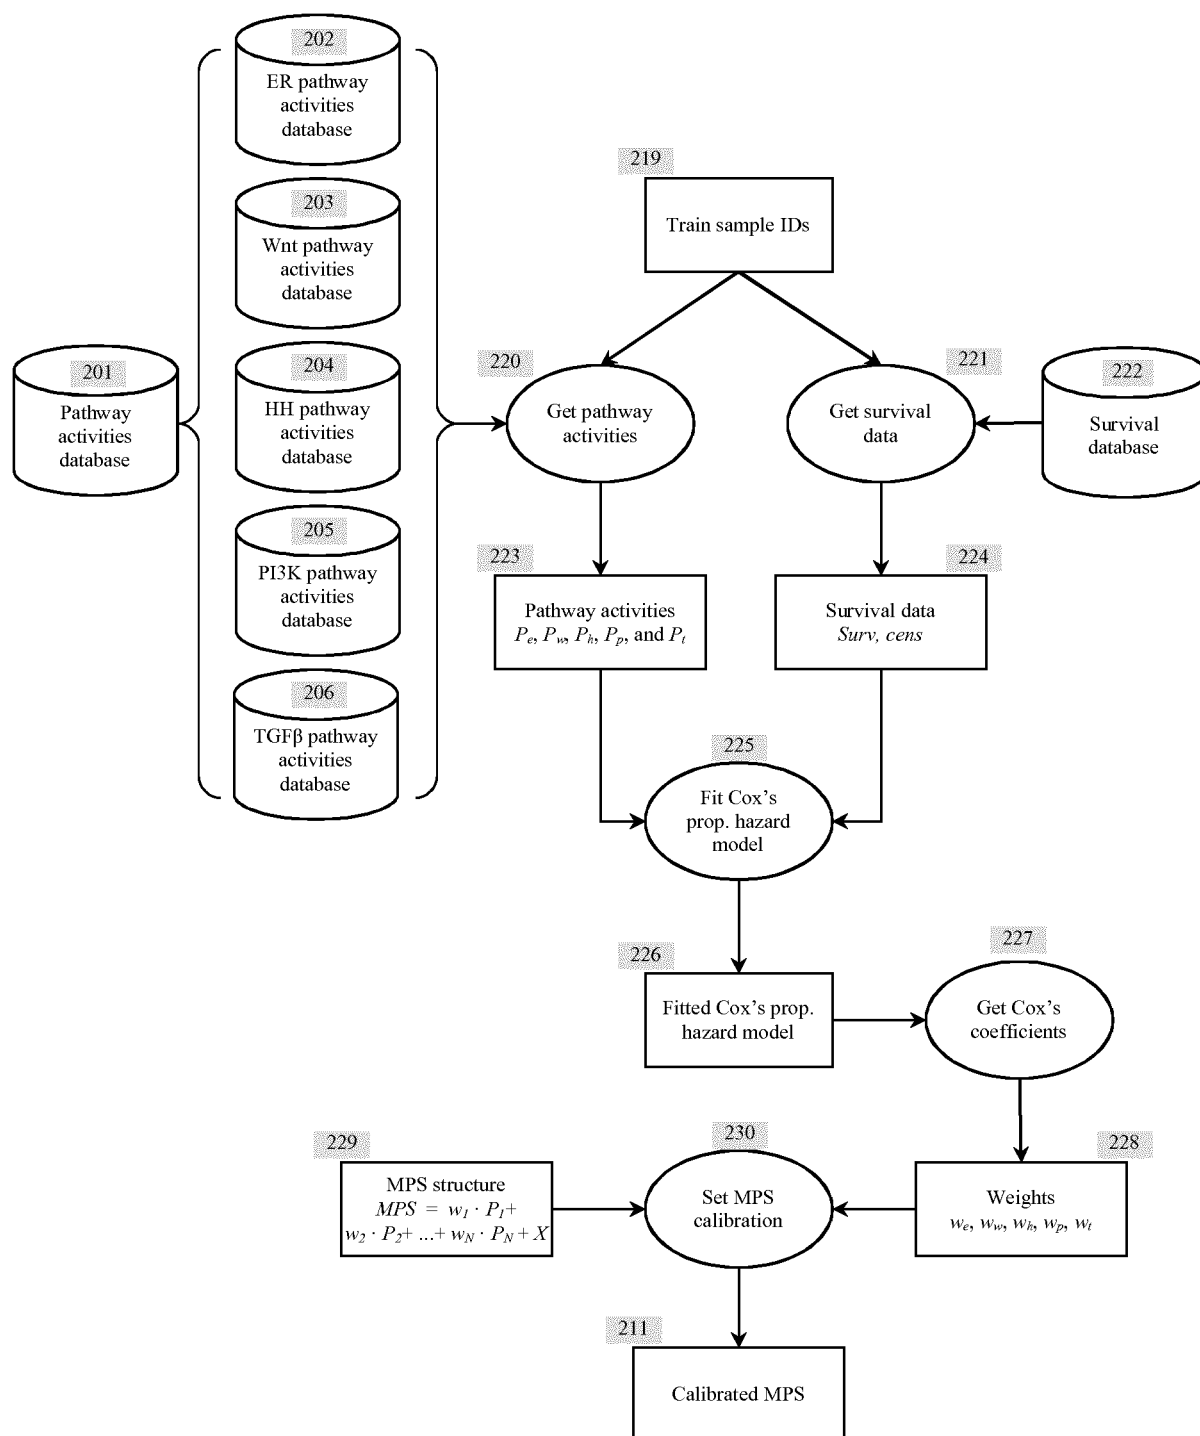 202
ER pathway
activities
database
203
Wnt pathway
activities
database
201
Pathway
activities
database
204
HH pathway
activities
database
205
PI3K pathway
activities
database
206
TGFβ pathway
activities
database
219
Train sample IDs
220
Get pathway
activities
221
Get survival
data
222
Survival
database
223
Pathway activities
Pe, Pw, Ph, Pp, and Pt
224
Survival data
Surv, cens
225
Fit Cox's
prop. hazard
model
226
Fitted Cox's prop.
hazard model
227
Get Cox's
coefficients
229
MPS structure
MPS = w1 · P1+
w2 · P2+ ...+ wN · PN + X
230
Set MPS
calibration
228
Weights
we, ww, wh, wp, wt
211
Calibrated MPS